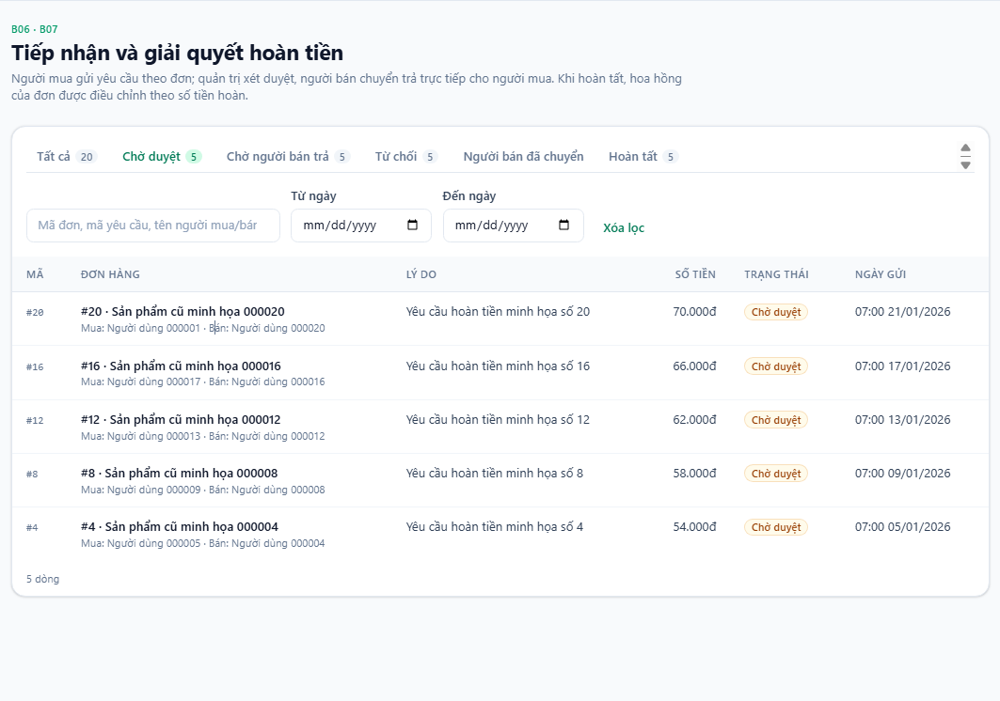 B06 · B07
Tiếp nhận và giải quyết hoàn tiền
Người mua gửi yêu cầu theo đơn; quản trị xét duyệt, người bán chuyển trả trực tiếp cho người mua. Khi hoàn tất, hoa hồng
của đơn được điều chỉnh theo số tiền hoàn.
Tất cả 20 Chờ duyệt 5 Chờ người bán trả 5 Từ chối 5 Người bán đã chuyển Hoàn tất 5
Từ ngày Đến ngày
Mã đơn, mã yêu cầu, tên người mua/bár mm/dd/yyyy mm/dd/yyyy Xóa lọc
MÃ ĐƠN HÀNG LÝ DO SỐ TIỀN TRẠNG THÁI NGÀY GỬI
#20 #20 · Sản phẩm cũ minh họa 000020 Yêu cầu hoàn tiền minh họa số 20 70.000đ Chờ duyệt 07:00 21/01/2026
Mua: Người dùng 000001 · Bán: Người dùng 000020
#16 #16 · Sản phẩm cũ minh họa 000016 Yêu cầu hoàn tiền minh họa số 16 66.000đ Chờ duyệt 07:00 17/01/2026
Mua: Người dùng 000017 · Bán: Người dùng 000016
#12 #12 · Sản phẩm cũ minh họa 000012 Yêu cầu hoàn tiền minh họa số 12 62.000đ Chờ duyệt 07:00 13/01/2026
Mua: Người dùng 000013 · Bán: Người dùng 000012
#8 #8 · Sản phẩm cũ minh họa 000008 Yêu cầu hoàn tiền minh họa số 8 58.000đ Chờ duyệt 07:00 09/01/2026
Mua: Người dùng 000009 · Bán: Người dùng 000008
#4 #4 · Sản phẩm cũ minh họa 000004 Yêu cầu hoàn tiền minh họa số 4 54.000đ Chờ duyệt 07:00 05/01/2026
Mua: Người dùng 000005 · Bán: Người dùng 000004
5 dòng